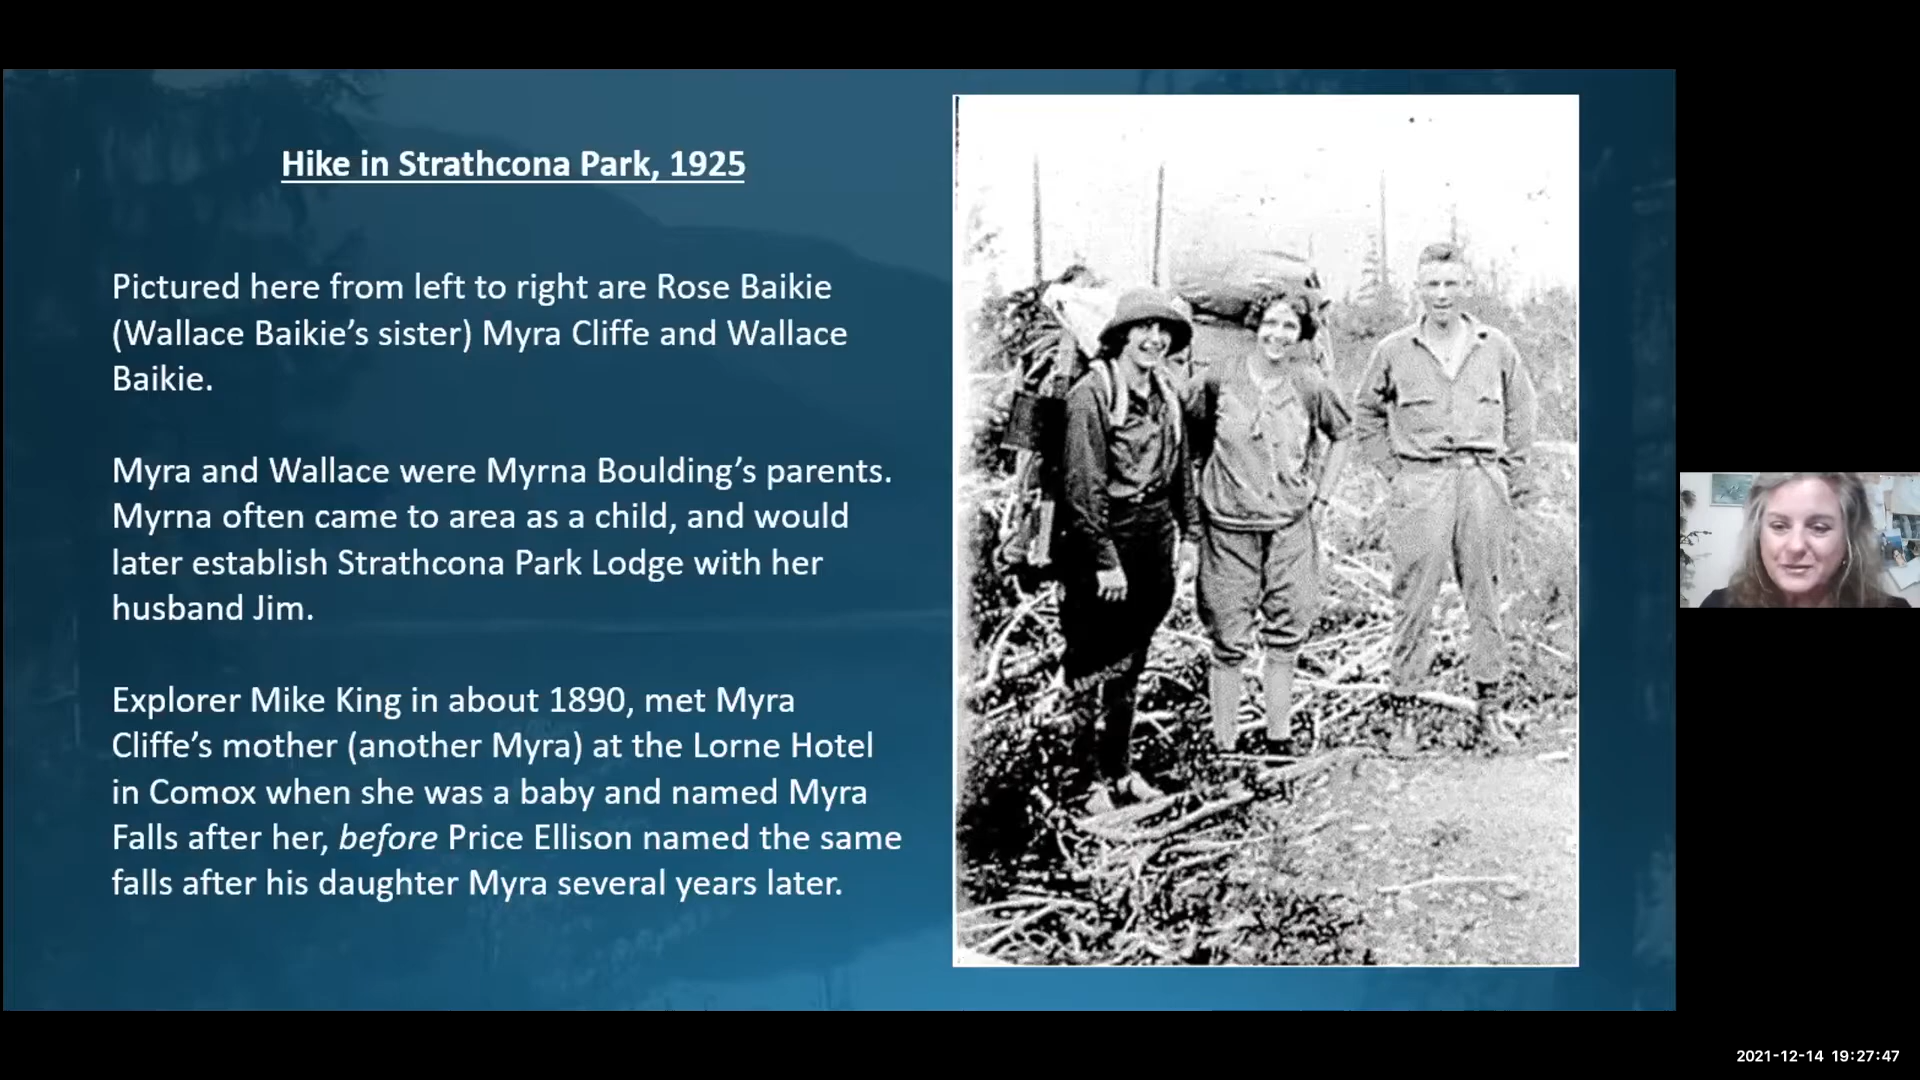 Hike in Strathcona Park, 1925
Pictured here from left to right are Rose Baikie
(Wallace Baikie’s sister) Myra Cliffe and Wallace
Baikie.
Myra and Wallace were Myrna Boulding’s parents.
Myrna often came to area as a child, and would
later establish Strathcona Park Lodge with her
husband Jim.
Explorer Mike King in about 1890, met Myra
Cliffe’s mother (another Myra) at the Lorne Hotel
in Comox when she was a baby and named Myra
Falls after her, before Price Ellison named the same
falls after his daughter Myra several years later.
2021-12-14 19:27:47